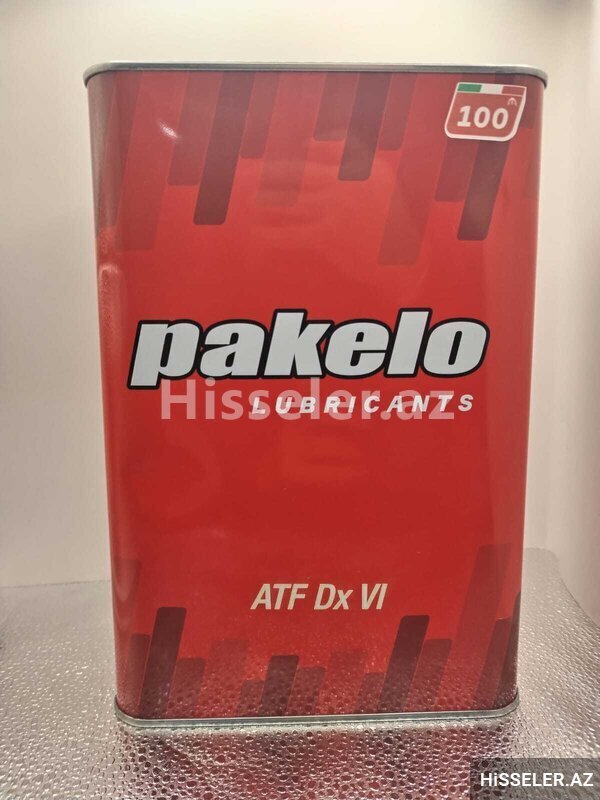 100
pakelo
LUBRICANTS
Hisseler.az
ATF Dx VI
HiSSELER.AZ